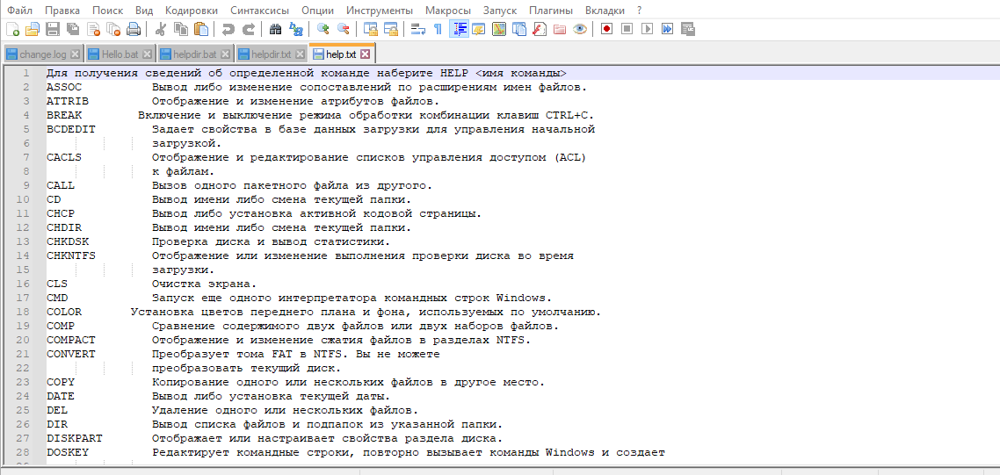 Файл Правка Поиск Вид Кодировки Синтаксисы Опции Инструменты Макросы Запуск Плагины Вкладки ?
change.log Hello.bat helpdir.bat helpdir.txt help.txt
1 Для получения сведений об определенной команде наберите HELP <имя команды>
2 ASSOC Вывод либо изменение сопоставлений по расширениям имен файлов.
3 ATTRIB Отображение и изменение атрибутов файлов.
4 BREAK Включение и выключение режима обработки комбинации клавиш CTRL+C.
5 BCDEDIT Задает свойства в базе данных загрузки для управления начальной
6 загрузкой.
7 CACLS Отображение и редактирование списков управления доступом (ACL)
8 к файлам.
9 CALL Вызов одного пакетного файла из другого.
10 CD Вывод имени либо смена текущей папки.
11 CHCP Вывод либо установка активной кодовой страницы.
12 CHDIR Вывод имени либо смена текущей папки.
13 CHKDSK Проверка диска и вывод статистики.
14 CHKNTFS Отображение или изменение выполнения проверки диска во время
15 загрузки.
16 CLS Очистка экрана.
17 CMD Запуск еще одного интерпретатора командных строк Windows.
18 COLOR Установка цветов переднего плана и фона, используемых по умолчанию.
19 COMP Сравнение содержимого двух файлов или двух наборов файлов.
20 COMPACT Отображение и изменение сжатия файлов в разделах NTFS.
21 CONVERT Преобразует тома FAT в NTFS. Вы не можете
22 преобразовать текущий диск.
23 COPY Копирование одного или нескольких файлов в другое место.
24 DATE Вывод либо установка текущей даты.
25 DEL Удаление одного или нескольких файлов.
26 DIR Вывод списка файлов и подпапок из указанной папки.
27 DISKPART Отображает или настраивает свойства раздела диска.
28 DOSKEY Редактирует командные строки, повторно вызывает команды Windows и создает